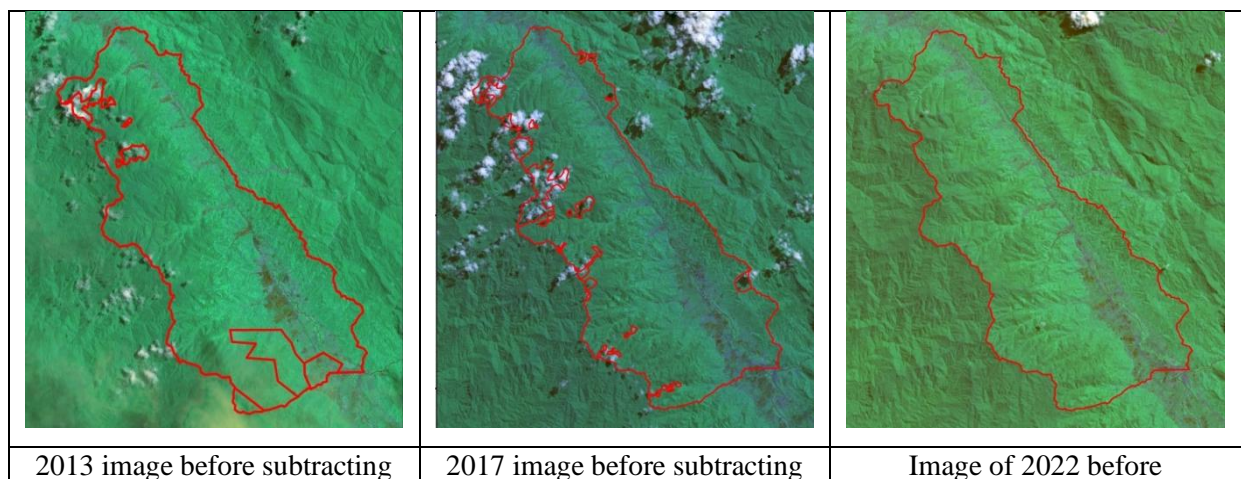 2013 image before subtracting
2017 image before subtracting
Image of 2022 before